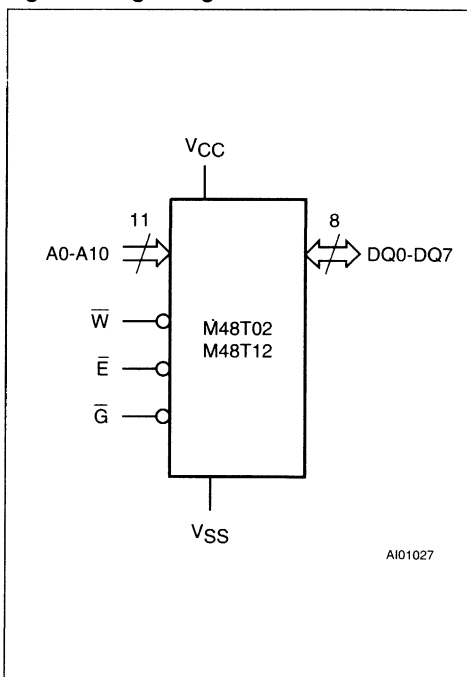 VCC
11
8
A0-A10
DQ0-DQ7
W̅
M48T02
M48T12
E̅
G̅
VSS
AI01027